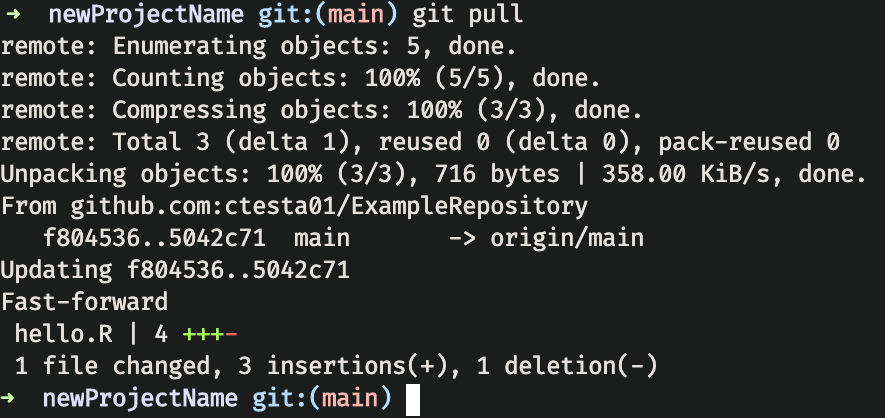 ➜  newProjectName git:(main) git pull
remote: Enumerating objects: 5, done.
remote: Counting objects: 100% (5/5), done.
remote: Compressing objects: 100% (3/3), done.
remote: Total 3 (delta 1), reused 0 (delta 0), pack-reused 0
Unpacking objects: 100% (3/3), 716 bytes | 358.00 KiB/s, done.
From github.com:ctesta01/ExampleRepository
   f804536..5042c71  main       -> origin/main
Updating f804536..5042c71
Fast-forward
 hello.R | 4 +++-
 1 file changed, 3 insertions(+), 1 deletion(-)
➜  newProjectName git:(main)